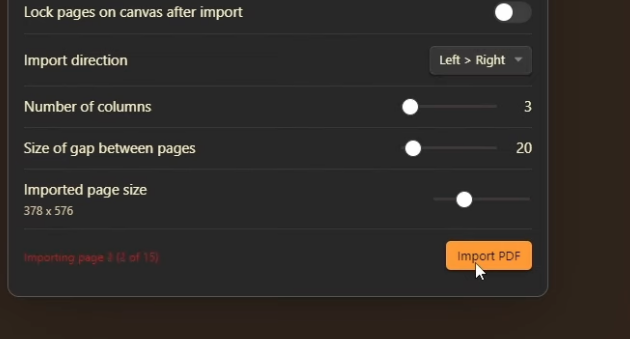 Lock pages on canvas after import
Import direction
Left > Right
Number of columns
3
Size of gap between pages
20
Imported page size
378 x 576
Importing page (2 of 15)
Import PDF